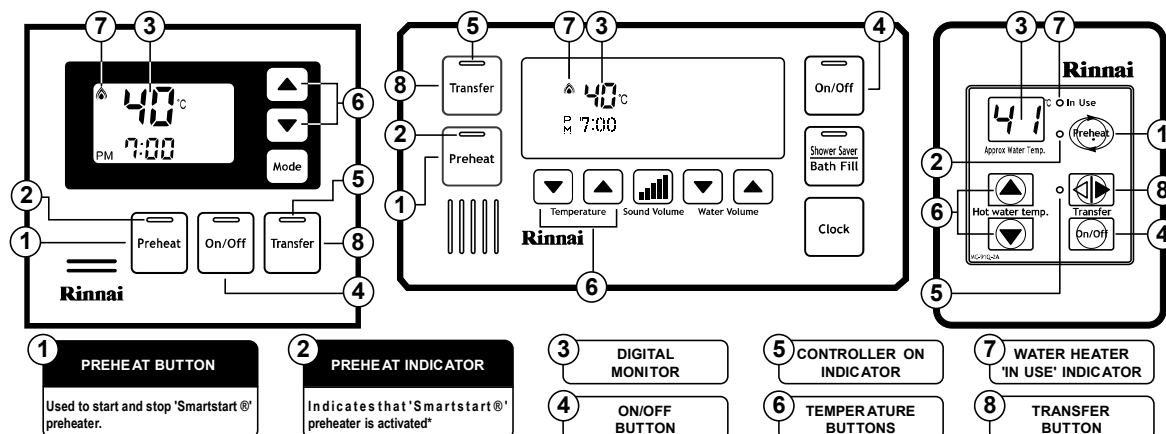 7
3
40 °C
PM 7:00
6
Mode
5
2
1
Preheat
On/Off
Transfer
8
4
Rinnai
5
7
3
4
8
Transfer
40 °C
PM 7:00
On/Off
2
Preheat
1
Shower Saver
Bath Fill
Temperature
Sound Volume
Water Volume
Rinnai
Clock
6
3
7
Rinnai
41 °C
In Use
Approx Water Temp.
Preheat
1
2
8
6
Hot water temp.
Transfer
On/Off
4
MC-91Q-2A
5
1
PREHEAT BUTTON
Used to start and stop 'Smartstart ®'
preheater.
2
PREHEAT INDICATOR
Indicates that 'Smartstart ®'
preheater is activated*
3
DIGITAL
MONITOR
4
ON/OFF
BUTTON
5
CONTROLLER ON
INDICATOR
6
TEMPERATURE
BUTTONS
7
WATER HEATER
'IN USE' INDICATOR
8
TRANSFER
BUTTON